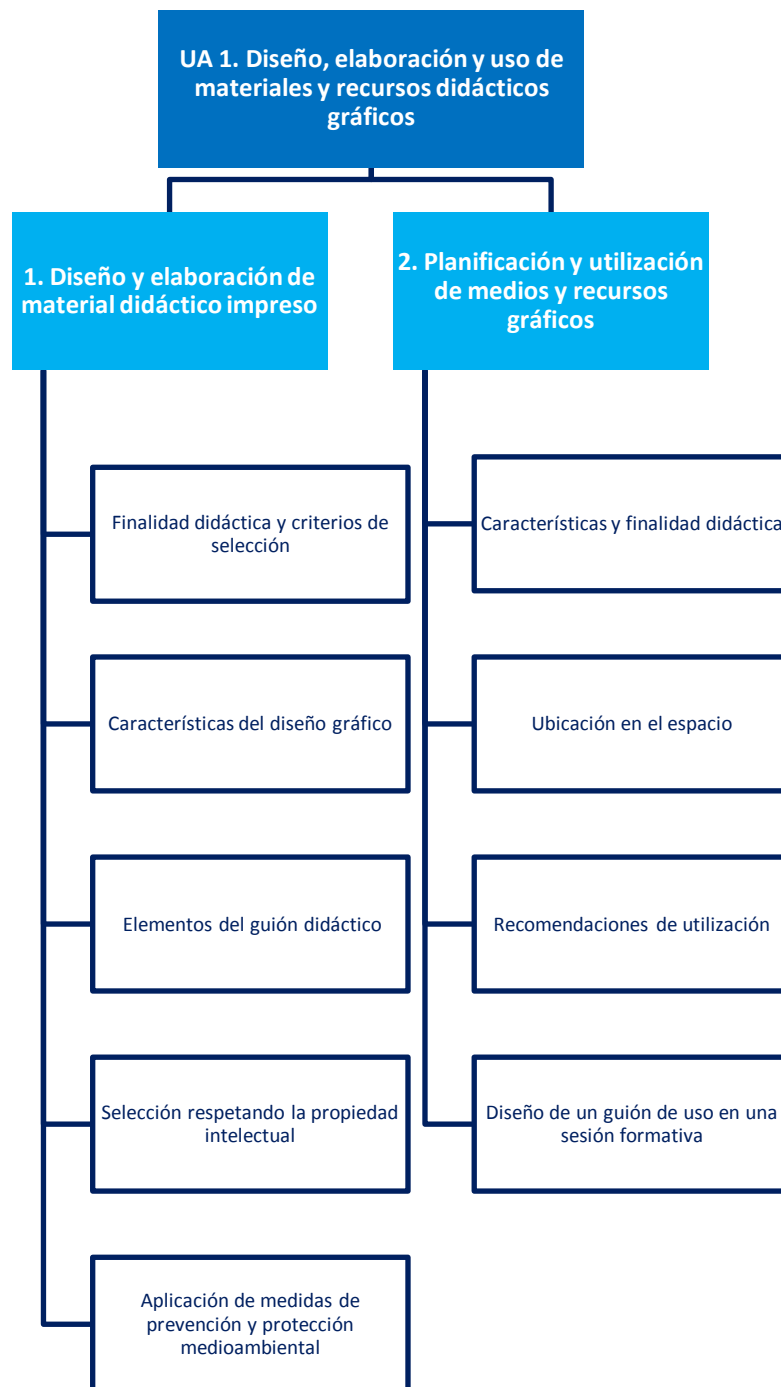 UA 1. Diseño, elaboración y uso de
materiales y recursos didácticos
gráficos
1. Diseño y elaboración de
material didáctico impreso
Finalidad didáctica y criterios de
selección
Características del diseño gráfico
Elementos del guión didáctico
Selección respetando la propiedad
intelectual
Aplicación de medidas de
prevención y protección
medioambiental
2. Planificación y utilización
de medios y recursos
gráficos
Características y finalidad didáctica
Ubicación en el espacio
Recomendaciones de utilización
Diseño de un guión de uso en una
sesión formativa